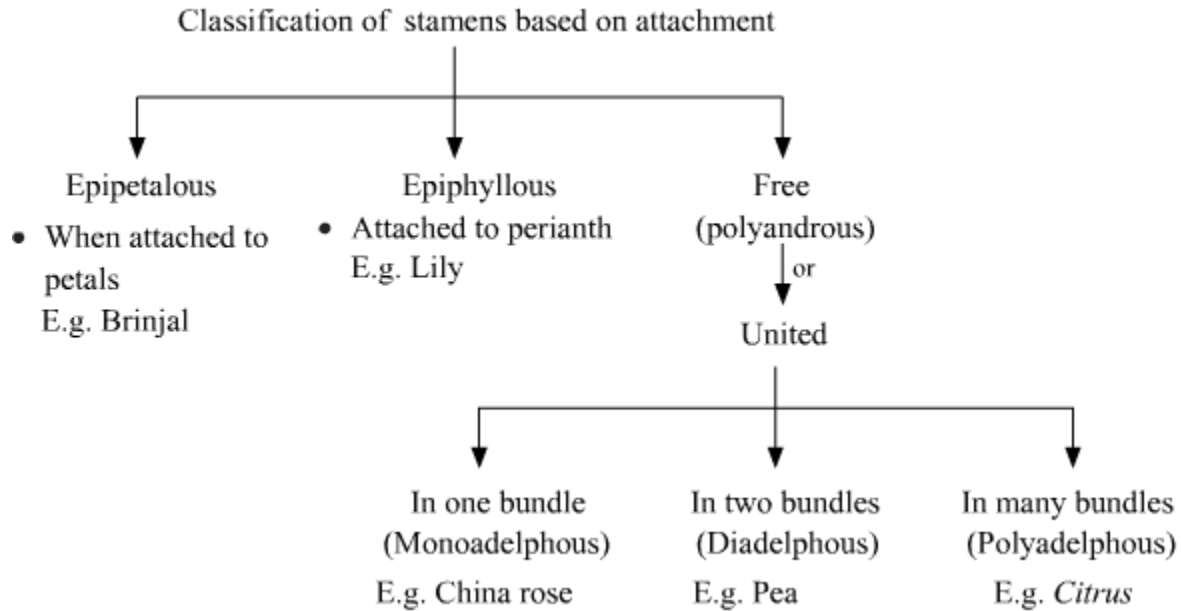 Classification of stamens based on attachment
Epipetalous
• When attached to
petals
E.g. Brinjal
Epiphyllous
• Attached to perianth
E.g. Lily
Free
(polyandrous)
or
United
In one bundle
(Monoadelphous)
E.g. China rose
In two bundles
(Diadelphous)
E.g. Pea
In many bundles
(Polyadelphous)
E.g. Citrus